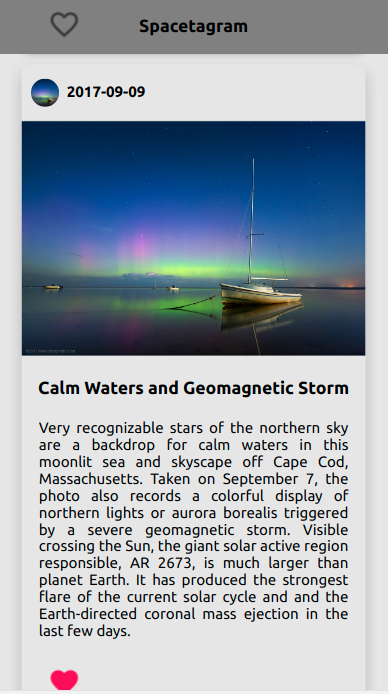 Spacetagram
2017-09-09
Calm Waters and Geomagnetic Storm
Very recognizable stars of the northern sky
are a backdrop for calm waters in this
moonlit sea and skyscape off Cape Cod,
Massachusetts. Taken on September 7, the
photo also records a colorful display of
northern lights or aurora borealis triggered
by a severe geomagnetic storm. Visible
crossing the Sun, the giant solar active region
responsible, AR 2673, is much larger than
planet Earth. It has produced the strongest
flare of the current solar cycle and and the
Earth-directed coronal mass ejection in the
last few days.